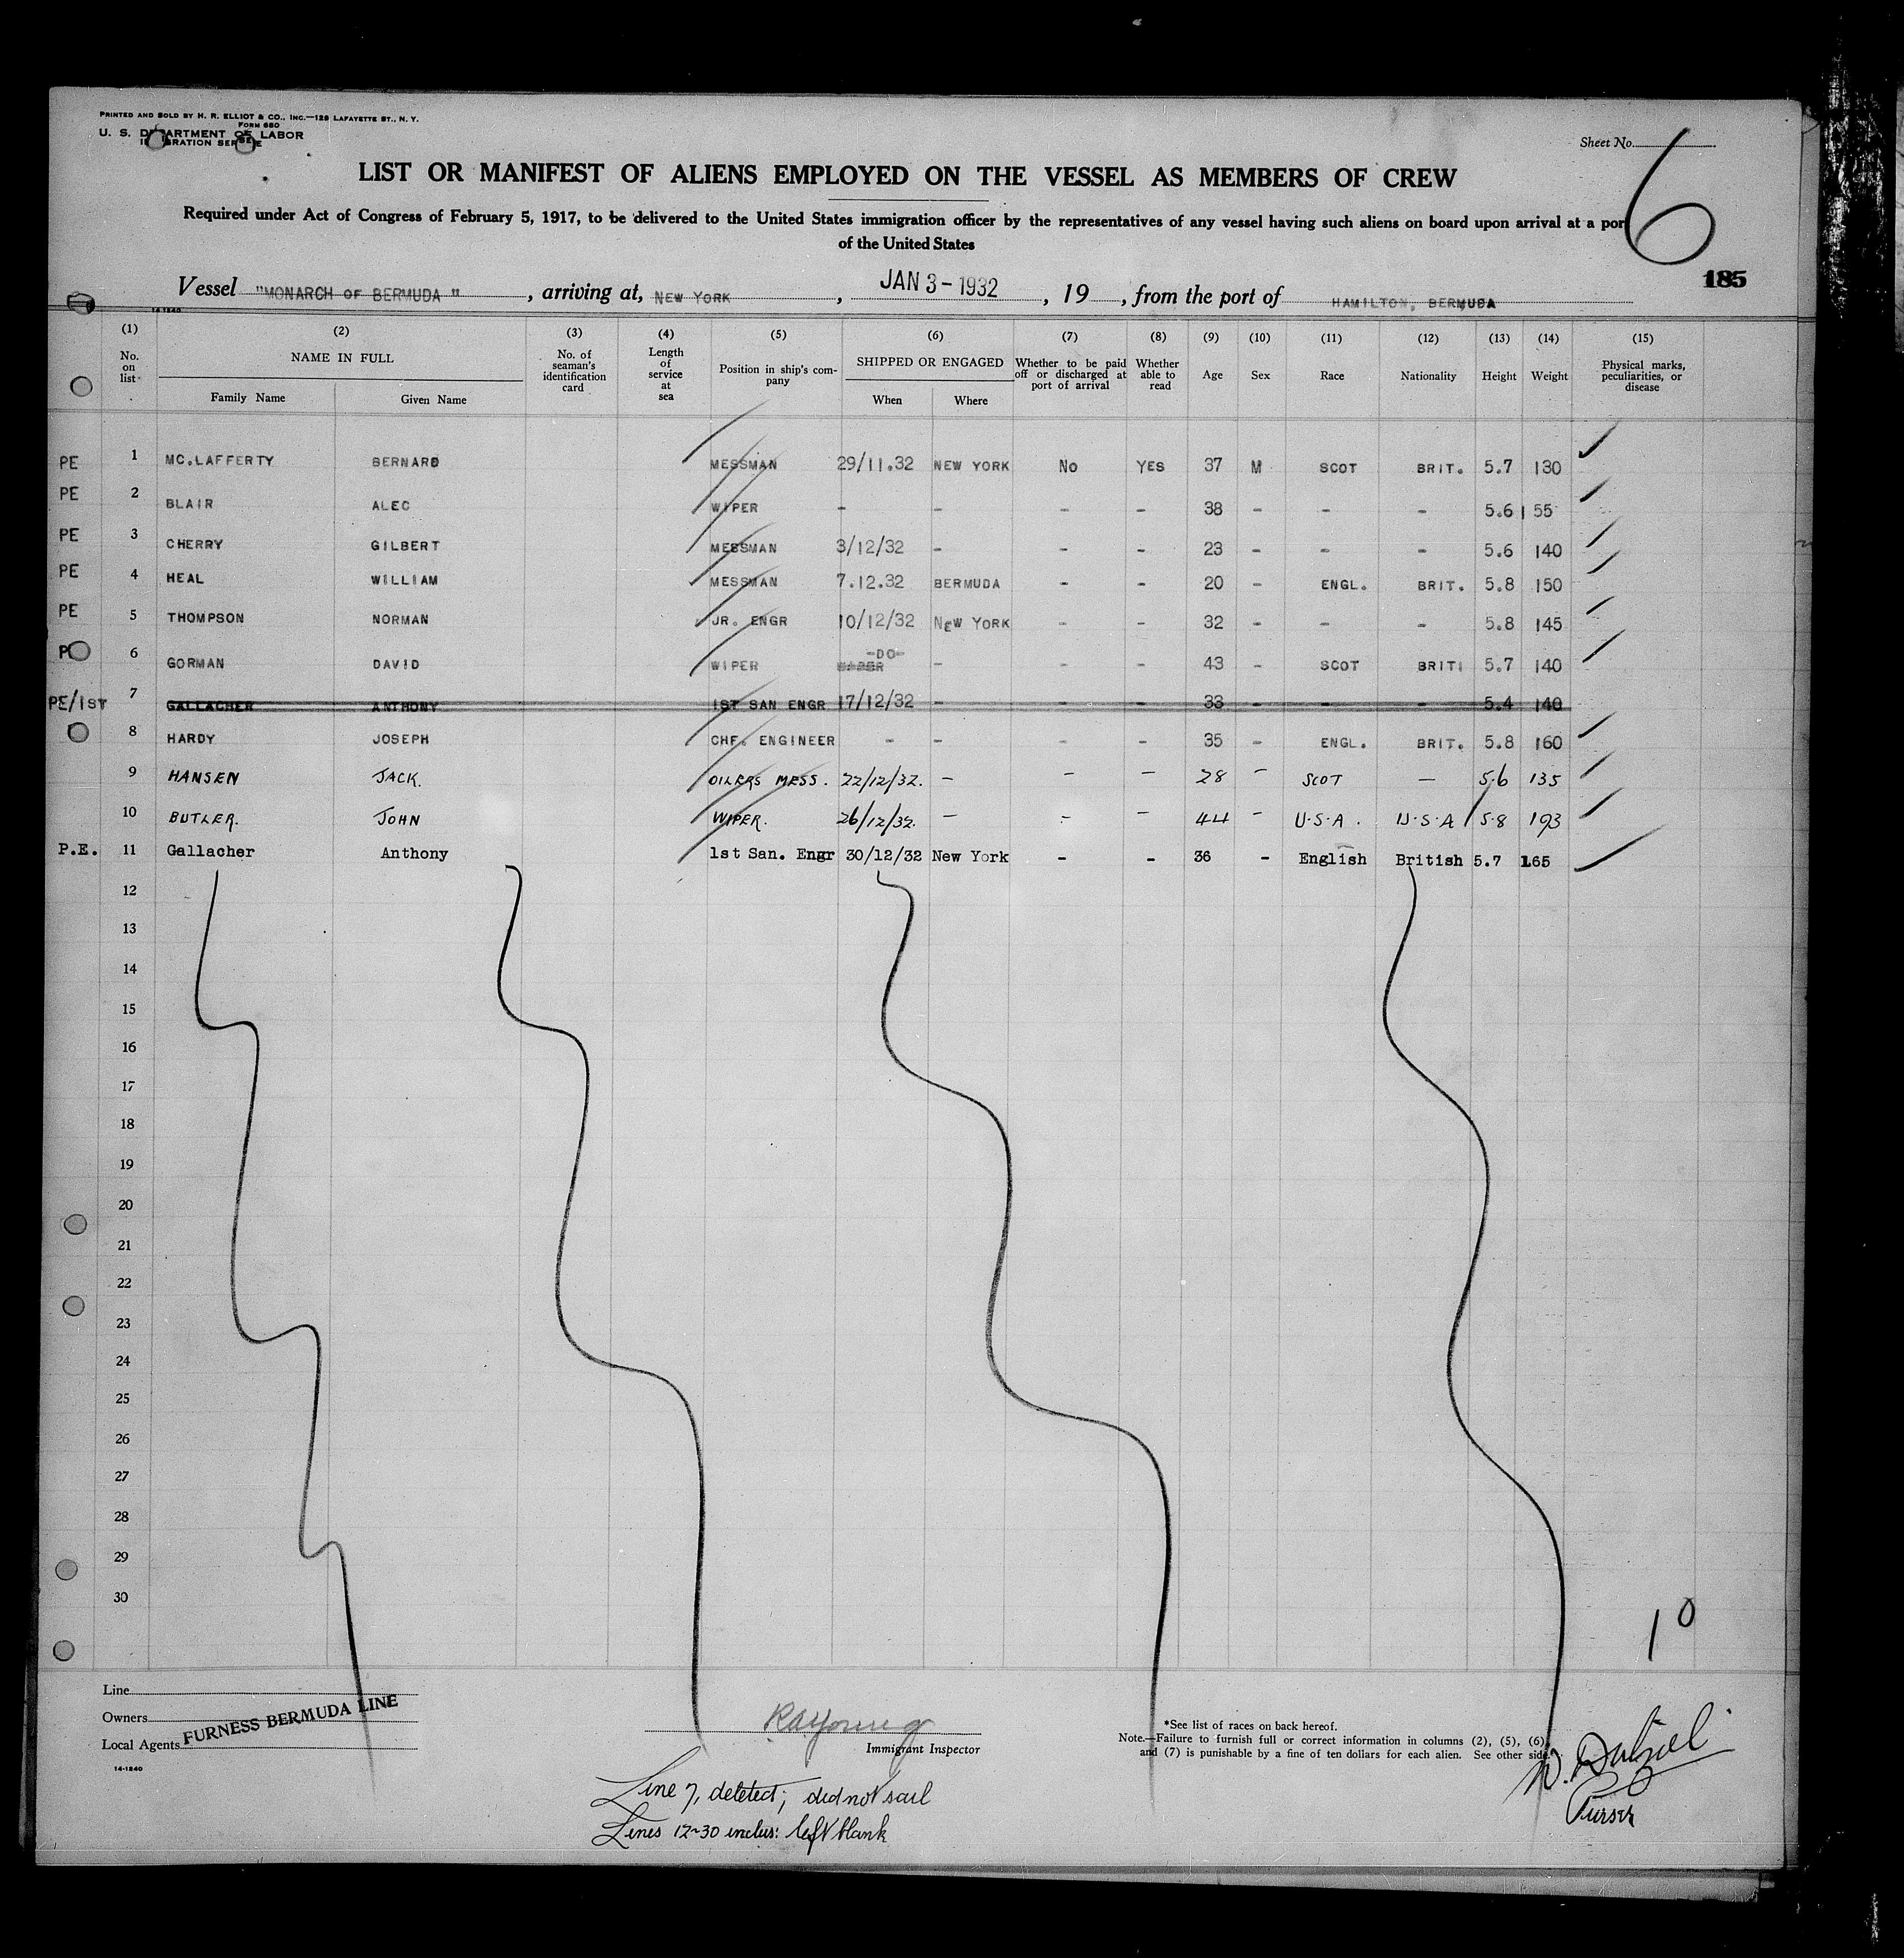 PRINTED AND SOLD BY H. R. ELLIOT & CO., INC.—129 LAFAYETTE ST., N. Y.
FORM 680
U. S. DEPARTMENT OF LABOR
IMMIGRATION SERVICE
Sheet No. 6
LIST OR MANIFEST OF ALIENS EMPLOYED ON THE VESSEL AS MEMBERS OF CREW
Required under Act of Congress of February 5, 1917, to be delivered to the United States immigration officer by the representatives of any vessel having such aliens on board upon arrival at a port
of the United States
185
Vessel "MONARCH OF BERMUDA", arriving at, NEW YORK, JAN 3-1932, 19, from the port of HAMILTON, BERMUDA
14-1240
(1) (2) (3) (4) (5) (6) (7) (8) (9) (10) (11) (12) (13) (14) (15)
No. on list NAME IN FULL Family Name Given Name No. of seaman's identification card Length of service at sea Position in ship's company SHIPPED OR ENGAGED When Where Whether to be paid off or discharged at port of arrival Whether able to read Age Sex Race Nationality Height Weight Physical marks, peculiarities, or disease
PE 1 MC.LAFFERTY BERNARD MESSMAN 29/11.32 NEW YORK No YES 37 M SCOT BRIT. 5.7 130
PE 2 BLAIR ALEC WIPER - - - - 38 - - - 5.6 155
PE 3 CHERRY GILBERT MESSMAN 3/12/32 - - - 23 - - - 5.6 140
PE 4 HEAL WILLIAM MESSMAN 7.12.32 BERMUDA - - 20 - ENGL. BRIT. 5.8 150
PE 5 THOMPSON NORMAN JR. ENGR 10/12/32 NEW YORK - - 32 - - - 5.8 145
P 6 GORMAN DAVID WIPER -DO- - - - 43 - SCOT BRITI 5.7 140
PE/1ST 7 GALLACHER ANTHONY 1ST SAN ENGR 17/12/32 - - - 33 - - - 5.4 140
8 HARDY JOSEPH CHF. ENGINEER - - - - 35 - ENGL. BRIT. 5.8 160
9 HANSEN JACK. OILERS MESS. 22/12/32. - - - 28 - SCOT — 5.6 135
10 BUTLER. JOHN WIPER. 26/12/32. - - - 44 - U.S.A. U.S.A 5.8 193
P.E. 11 Gallacher Anthony 1st San. Engr 30/12/32 New York - - 36 - English British 5.7 165
12
13
14
15
16
17
18
19
20
21
22
23
24
25
26
27
28
29
30
10
Line
Owners
Local Agents
FURNESS BERMUDA LINE
14-1240
RA Young
Immigrant Inspector
*See list of races on back hereof.
Note.—Failure to furnish full or correct information in columns (2), (5), (6),
and (7) is punishable by a fine of ten dollars for each alien. See other side.
Purser
Line 7, deleted; did not sail
Lines 12-30 inclus: left blank